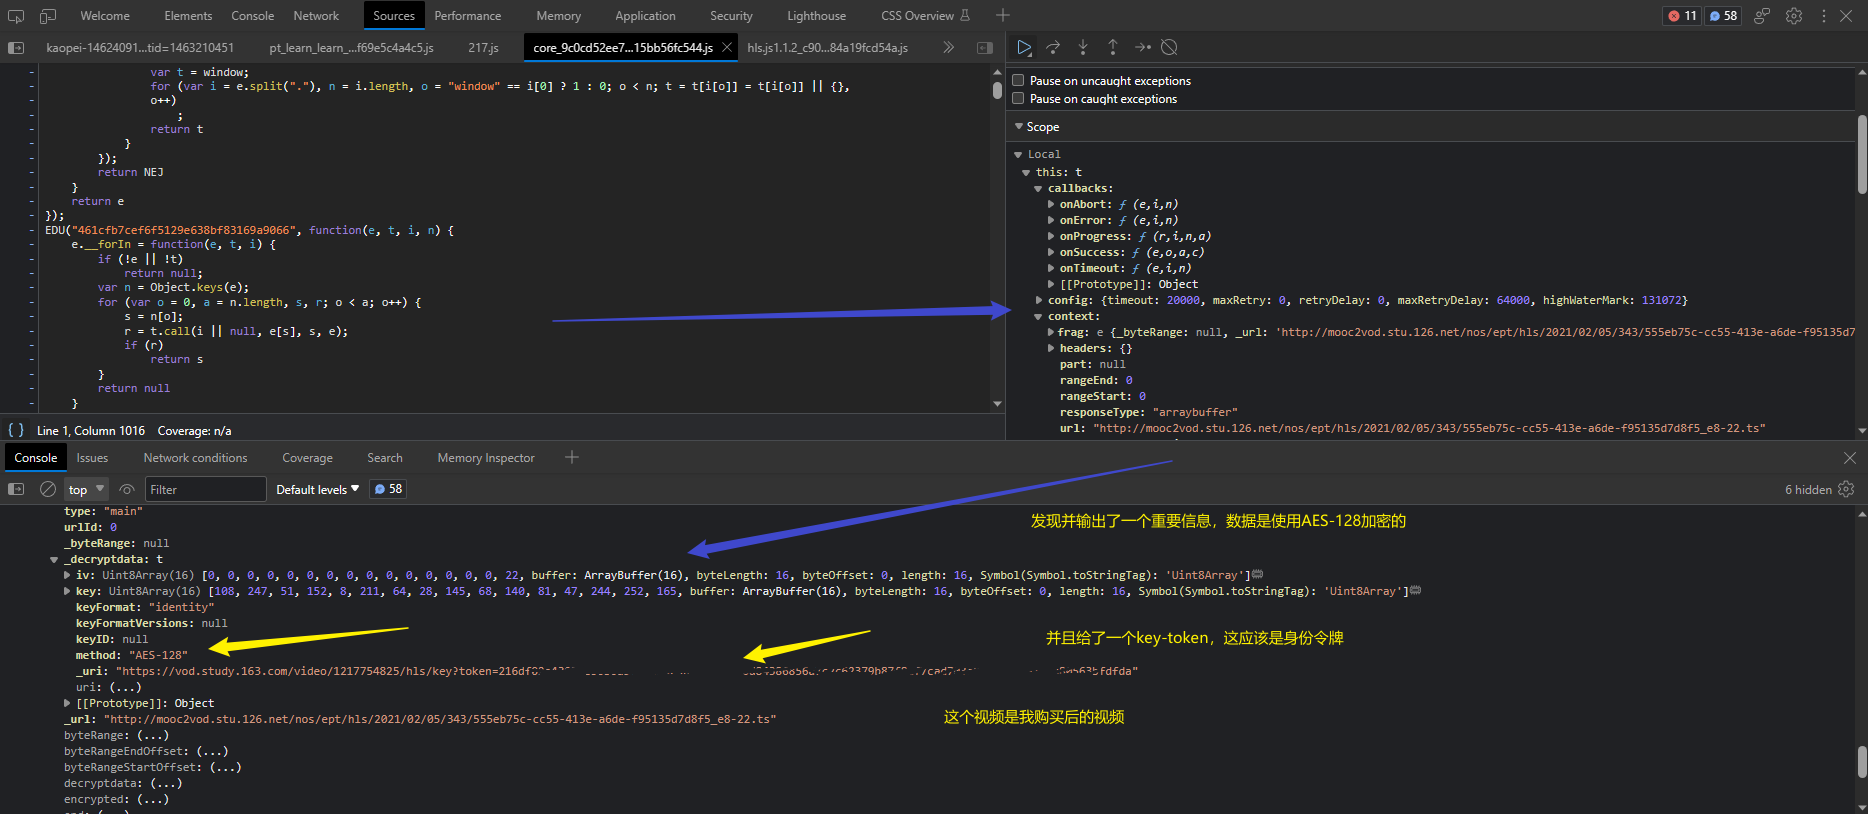 Welcome Elements Console Network Sources Performance Memory Application Security Lighthouse CSS Overview 11 58
kaopei-14624091...tid=1463210451 pt_learn_learn_...f69e5c4a4c5.js 217.js core_9c0cd52ee7...15bb56fc544.js hls.js1.1.2_c90...84a19fcd54a.js
var t = window;
for (var i = e.split("."), n = i.length, o = "window" == i[0] ? 1 : 0; o < n; t = t[i[o]] = t[i[o]] || {},
o++)
;
return t
}
});
return NEJ
}
return e
});
EDU("461cfb7cef6f5129e638bf83169a9066", function(e, t, i, n) {
e.__forIn = function(e, t, i) {
if (!e || !t)
return null;
var n = Object.keys(e);
for (var o = 0, a = n.length, s, r; o < a; o++) {
s = n[o];
r = t.call(i || null, e[s], s, e);
if (r)
return s
}
return null
}
{ } Line 1, Column 1016 Coverage: n/a
Pause on uncaught exceptions
Pause on caught exceptions
Scope
Local
this: t
callbacks:
onAbort: ƒ (e,i,n)
onError: ƒ (e,i,n)
onProgress: ƒ (r,i,n,a)
onSuccess: ƒ (e,o,a,c)
onTimeout: ƒ (e,i,n)
[[Prototype]]: Object
config: {timeout: 20000, maxRetry: 0, retryDelay: 0, maxRetryDelay: 64000, highWaterMark: 131072}
context:
frag: e {_byteRange: null, _url: 'http://mooc2vod.stu.126.net/nos/ept/hls/2021/02/05/343/555eb75c-cc55-413e-a6de-f95135d7
headers: {}
part: null
rangeEnd: 0
rangeStart: 0
responseType: "arraybuffer"
url: "http://mooc2vod.stu.126.net/nos/ept/hls/2021/02/05/343/555eb75c-cc55-413e-a6de-f95135d7d8f5_e8-22.ts"
Console Issues Network conditions Coverage Search Memory Inspector
top Filter Default levels 58 6 hidden
type: "main"
urlId: 0
_byteRange: null
_decryptdata: t
iv: Uint8Array(16) [0, 0, 0, 0, 0, 0, 0, 0, 0, 0, 0, 0, 0, 0, 0, 22, buffer: ArrayBuffer(16), byteLength: 16, byteOffset: 0, length: 16, Symbol(Symbol.toStringTag): 'Uint8Array']
key: Uint8Array(16) [108, 247, 51, 152, 8, 211, 64, 28, 145, 68, 140, 81, 47, 244, 252, 165, buffer: ArrayBuffer(16), byteLength: 16, byteOffset: 0, length: 16, Symbol(Symbol.toStringTag): 'Uint8Array']
keyFormat: "identity"
keyFormatVersions: null
keyID: null
method: "AES-128"
_uri: "https://vod.study.163.com/video/1217754825/hls/key?token=216df0
uri: (...)
[[Prototype]]: Object
_url: "http://mooc2vod.stu.126.net/nos/ept/hls/2021/02/05/343/555eb75c-cc55-413e-a6de-f95135d7d8f5_e8-22.ts"
byteRange: (...)
byteRangeEndOffset: (...)
byteRangeStartOffset: (...)
decryptdata: (...)
encrypted: (...)
发现并输出了一个重要信息，数据是使用AES-128加密的
并且给了一个key-token，这应该是身份令牌
这个视频是我购买后的视频